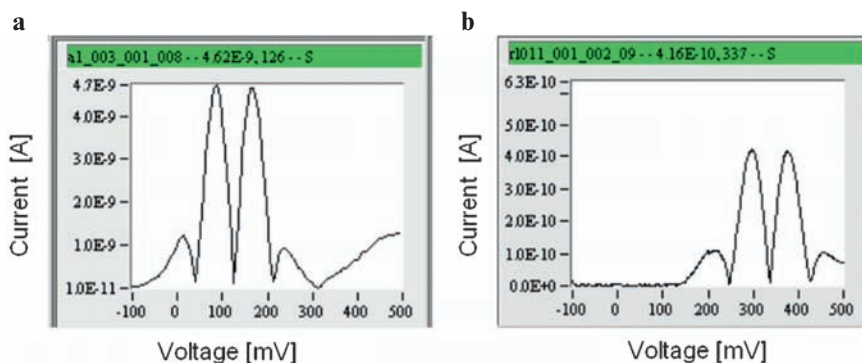 a
a1_003_001_008 - - 4.62E-9, 126 - - S
4.7E-9
4.0E-9
3.0E-9
2.0E-9
1.0E-9
1.0E-11
-100 0 100 200 300 400 500
Current [A]
Voltage [mV]
b
rl011_001_002_09 - - 4.16E-10, 337 - - S
6.3E-10
5.0E-10
4.0E-10
3.0E-10
2.0E-10
1.0E-10
0.0E+0
-100 0 100 200 300 400 500
Current [A]
Voltage [mV]